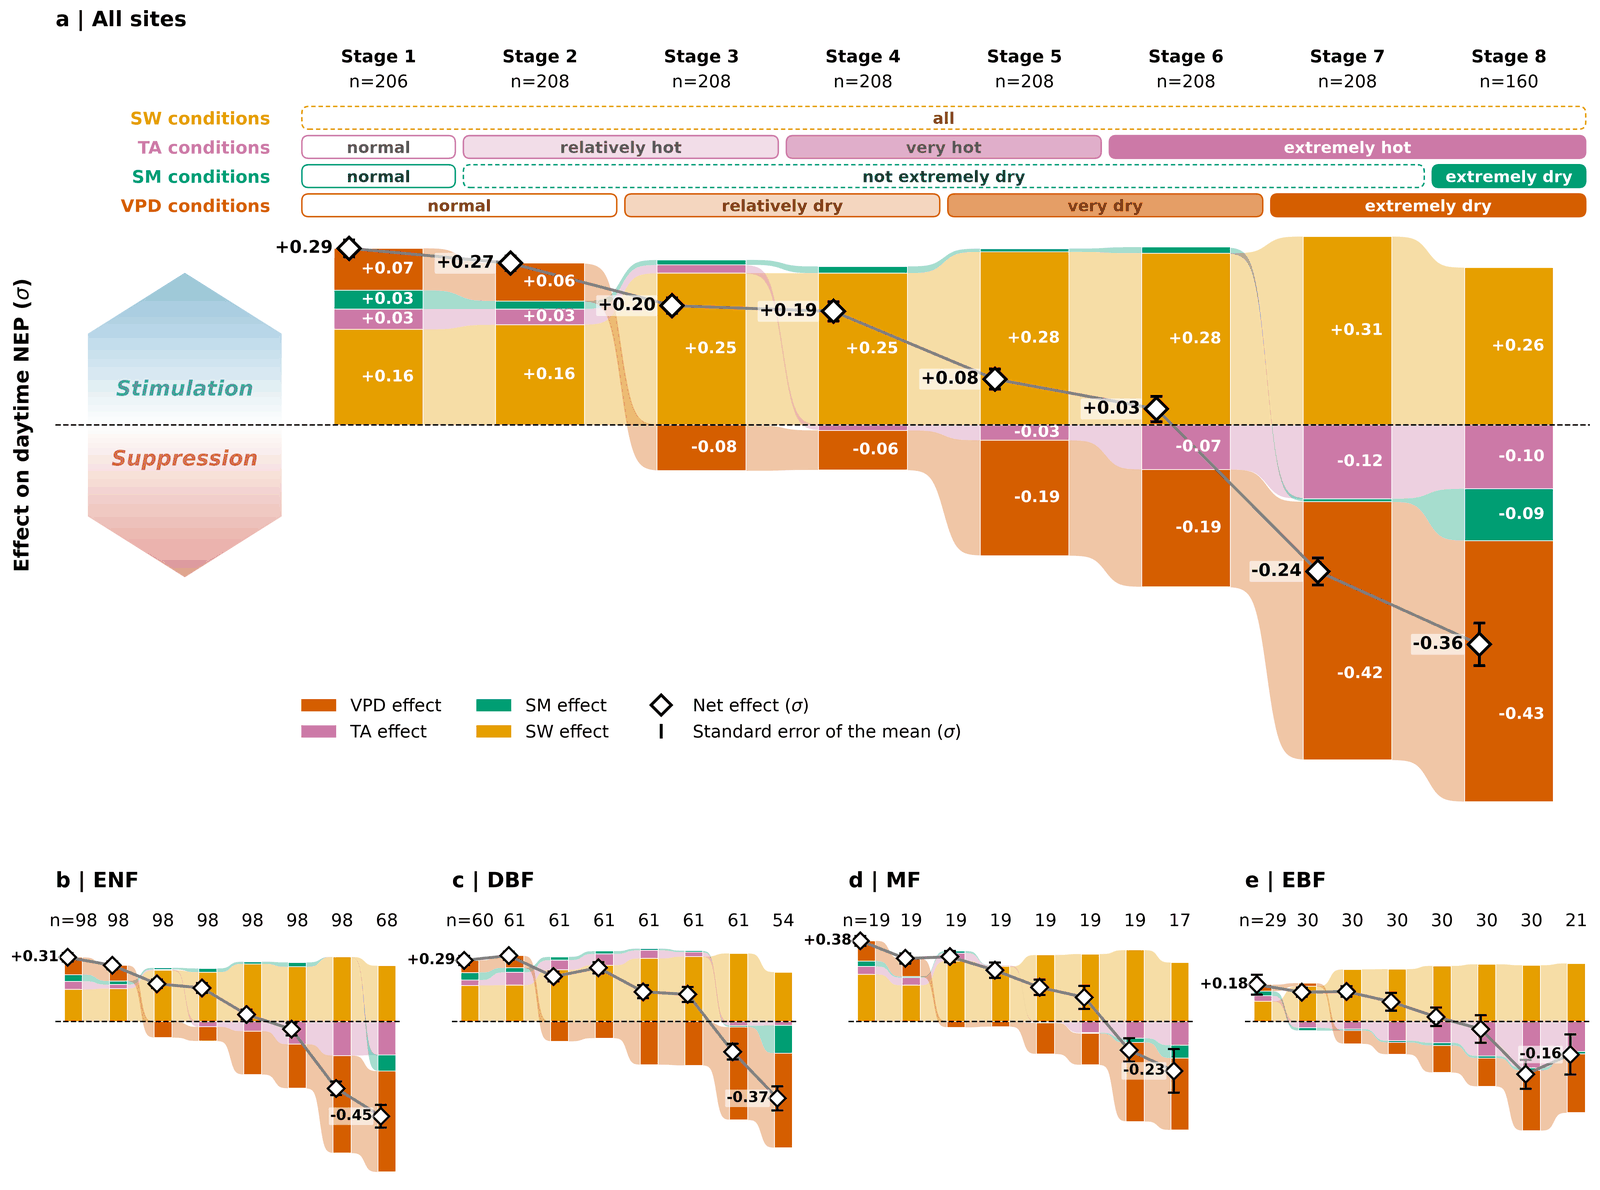 a | All sites
Stage 1 Stage 2 Stage 3 Stage 4 Stage 5 Stage 6 Stage 7 Stage 8
n=206 n=208 n=208 n=208 n=208 n=208 n=208 n=160
SW conditions all
TA conditions normal relatively hot very hot extremely hot
SM conditions normal not extremely dry extremely dry
VPD conditions normal relatively dry very dry extremely dry
Effect on daytime NEP (σ)
Stimulation
Suppression
+0.29 +0.27 +0.20 +0.19 +0.08 +0.03 -0.24 -0.36
+0.07 +0.03 +0.03 +0.16
+0.06 +0.03 +0.16
+0.25 -0.08
+0.25 -0.06
+0.28 -0.03 -0.19
+0.28 -0.07 -0.19
+0.31 -0.12 -0.42
+0.26 -0.10 -0.09 -0.43
VPD effect SM effect Net effect (σ)
TA effect SW effect Standard error of the mean (σ)
b | ENF
n=98 98 98 98 98 98 98 68
+0.31
-0.45
c | DBF
n=60 61 61 61 61 61 61 54
+0.29
-0.37
d | MF
n=19 19 19 19 19 19 19 17
+0.38
-0.23
e | EBF
n=29 30 30 30 30 30 30 21
+0.18
-0.16